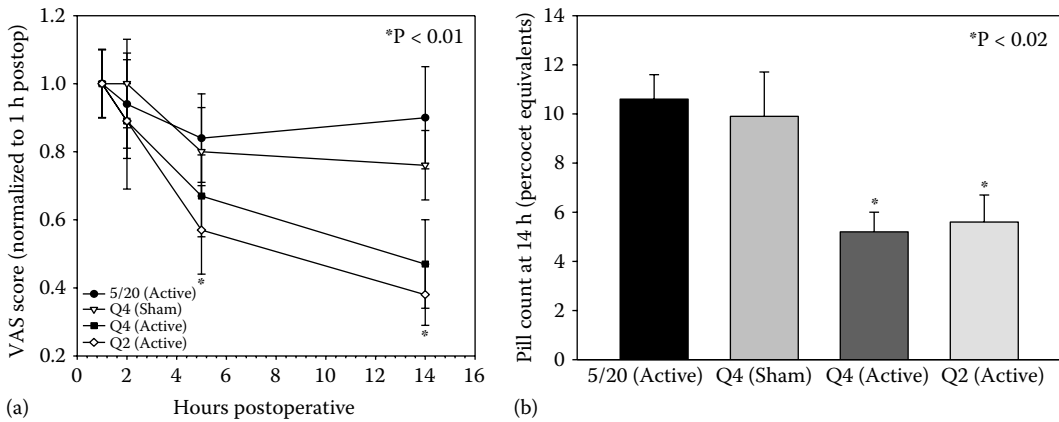 1.2
1.0
0.8
0.6
0.4
0.2
VAS score (normalized to 1 h postop)
*P < 0.01
5/20 (Active)
Q4 (Sham)
Q4 (Active)
Q2 (Active)
*
*
0 2 4 6 8 10 12 14 16
Hours postoperative
(a)
14
12
10
8
6
4
2
0
Pill count at 14 h (percocet equivalents)
*P < 0.02
*
*
5/20 (Active) Q4 (Sham) Q4 (Active) Q2 (Active)
(b)